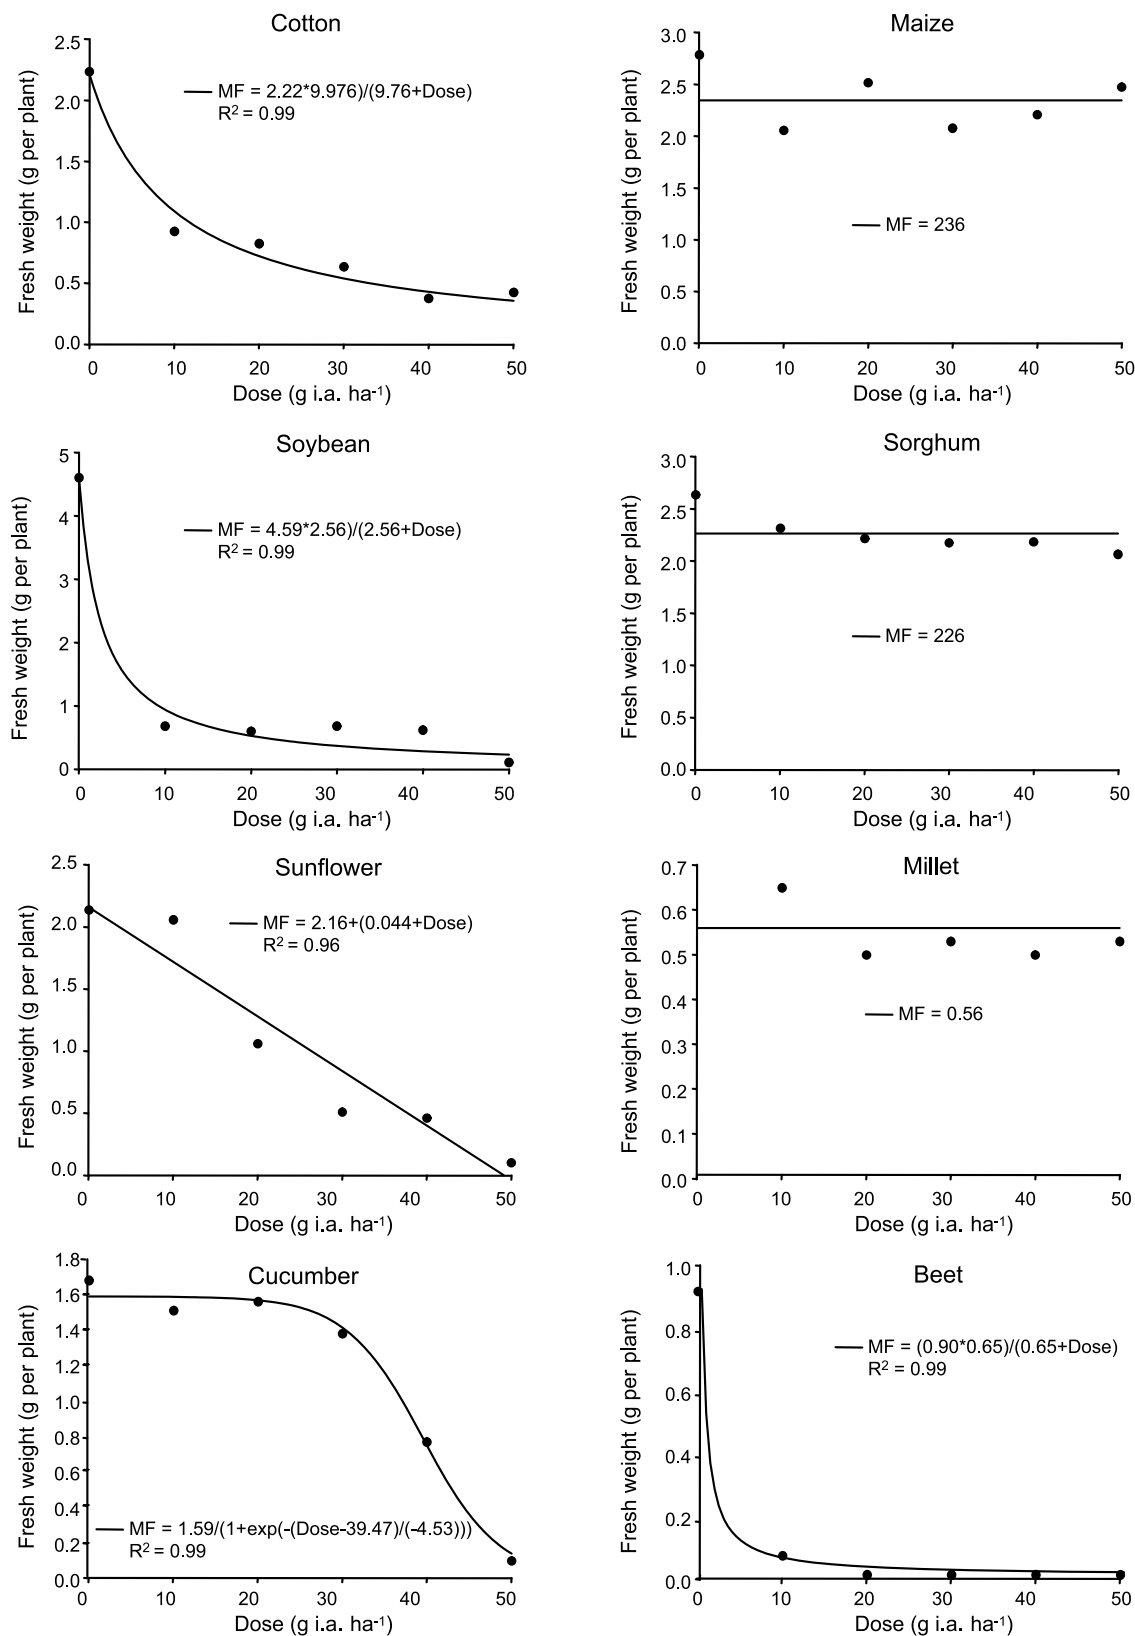 Cotton
Fresh weight (g per plant)
2.5
2.0
1.5
1.0
0.5
0.0
MF = 2.22*9.976)/(9.76+Dose)
R² = 0.99
0 10 20 30 40 50
Dose (g i.a. ha⁻¹)
Maize
Fresh weight (g per plant)
3.0
2.5
2.0
1.5
1.0
0.5
0.0
MF = 236
0 10 20 30 40 50
Dose (g i.a. ha⁻¹)
Soybean
Fresh weight (g per plant)
5
4
3
2
1
0
MF = 4.59*2.56)/(2.56+Dose)
R² = 0.99
0 10 20 30 40 50
Dose (g i.a. ha⁻¹)
Sorghum
Fresh weight (g per plant)
3.0
2.5
2.0
1.5
1.0
0.5
0.0
MF = 226
0 10 20 30 40 50
Dose (g i.a. ha⁻¹)
Sunflower
Fresh weight (g per plant)
2.5
2.0
1.5
1.0
0.5
0.0
MF = 2.16+(0.044+Dose)
R² = 0.96
0 10 20 30 40 50
Dose (g i.a. ha⁻¹)
Millet
Fresh weight (g per plant)
0.7
0.6
0.5
0.4
0.3
0.2
0.1
0.0
MF = 0.56
0 10 20 30 40 50
Dose (g i.a. ha⁻¹)
Cucumber
Fresh weight (g per plant)
1.8
1.6
1.4
1.2
1.0
0.8
0.6
0.4
0.2
0.0
MF = 1.59/(1+exp(-(Dose-39.47)/(-4.53)))
R² = 0.99
0 10 20 30 40 50
Dose (g i.a. ha⁻¹)
Beet
Fresh weight (g per plant)
1.0
0.8
0.6
0.4
0.2
0.0
MF = (0.90*0.65)/(0.65+Dose)
R² = 0.99
0 10 20 30 40 50
Dose (g i.a. ha⁻¹)